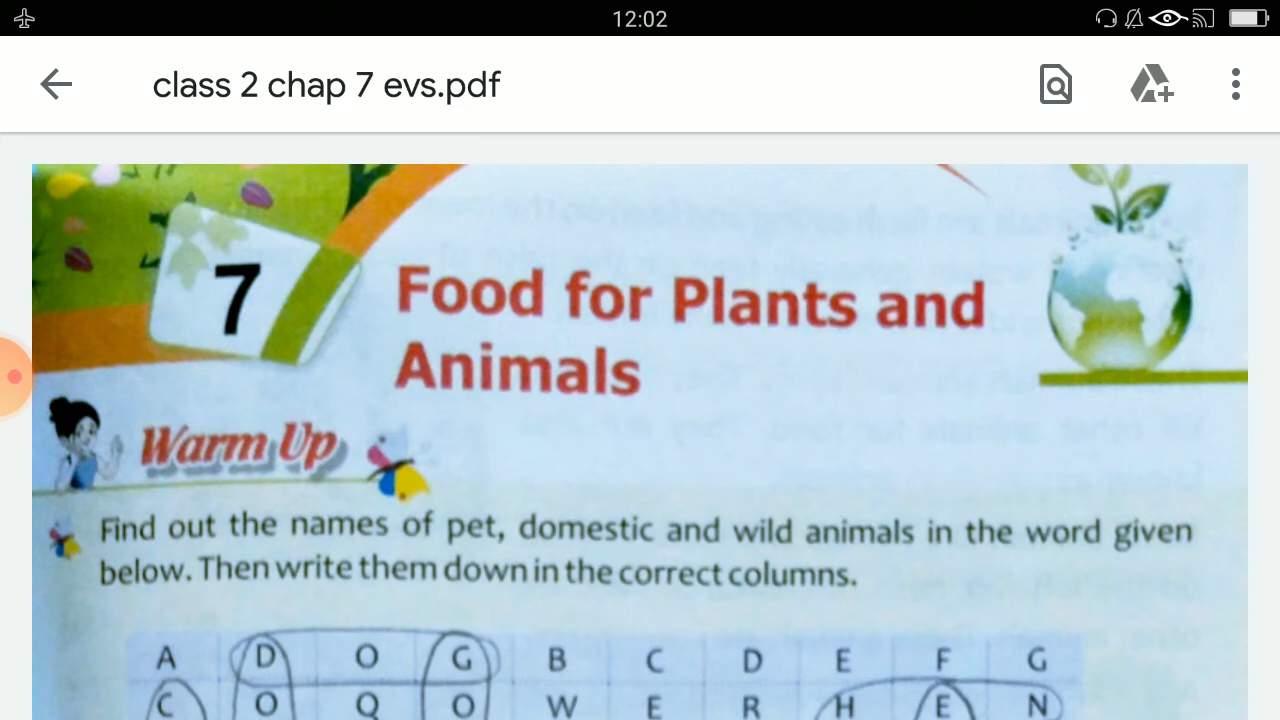 12:02
class 2 chap 7 evs.pdf
7
Food for Plants and
Animals
Warm Up
Find out the names of pet, domestic and wild animals in the word given
below. Then write them down in the correct columns.
A D O G B C D E F G
C O Q O W E R H E N